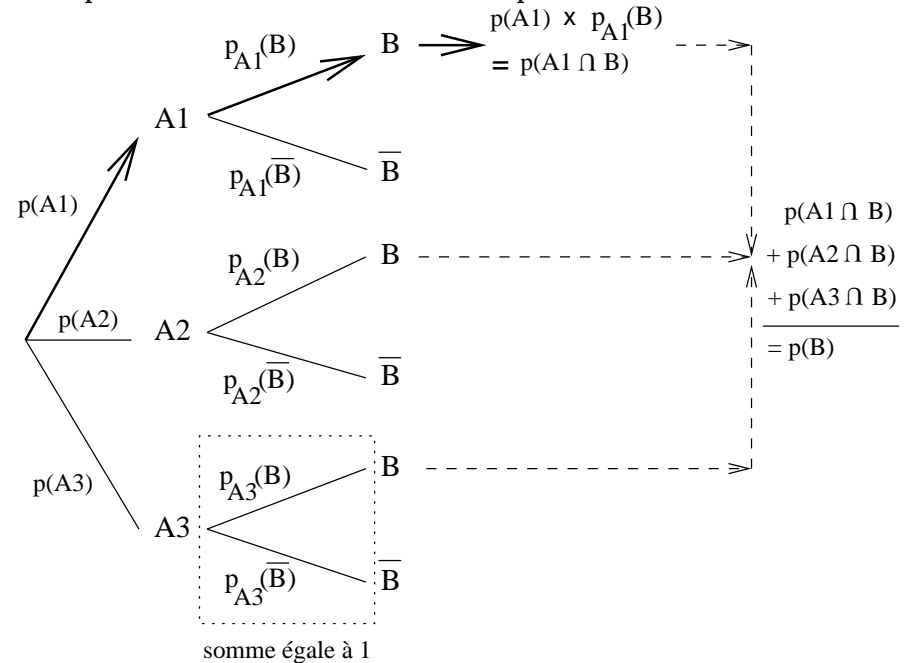 p(A1) x p_A1(B)
= p(A1 ∩ B)
p_A1(B)
B
A1
p_A1(B̅)
B̅
p(A1)
p(A1 ∩ B)
+ p(A2 ∩ B)
+ p(A3 ∩ B)
= p(B)
p_A2(B)
B
p(A2)
A2
p_A2(B̅)
B̅
p_A3(B)
B
p(A3)
A3
p_A3(B̅)
B̅
somme égale à 1